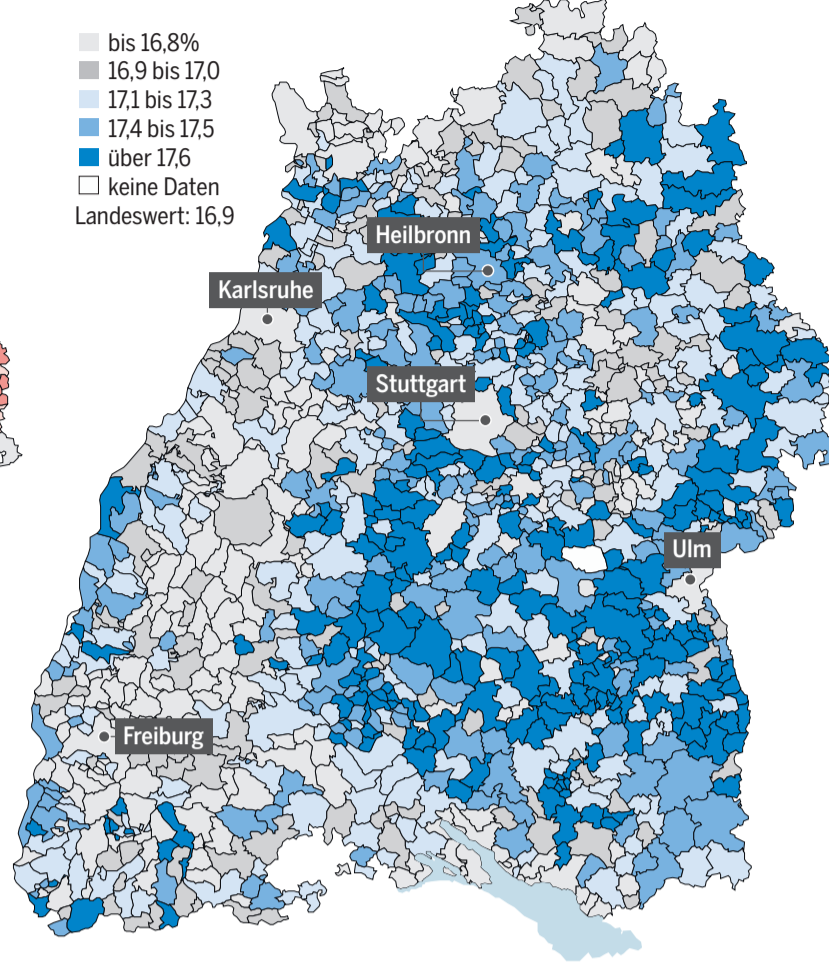 bis 16,8%
16,9 bis 17,0
17,1 bis 17,3
17,4 bis 17,5
über 17,6
keine Daten
Landeswert: 16,9
Heilbronn
Karlsruhe
Stuttgart
Ulm
Freiburg